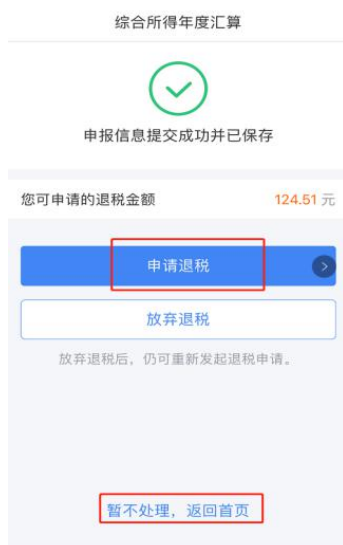 综合所得年度汇算
申报信息提交成功并已保存
您可申请的退税金额 124.51 元
申请退税
放弃退税
放弃退税后，仍可重新发起退税申请。
暂不处理，返回首页